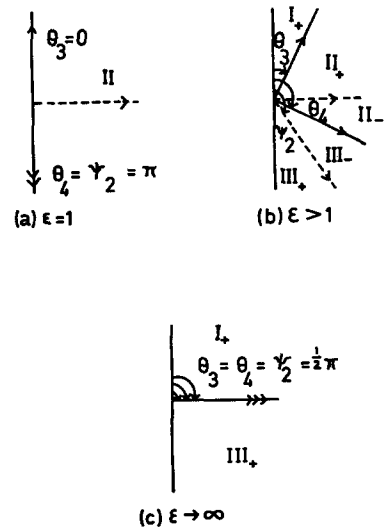 I₊
θ₃=0
θ₃
II
II₊
θ₄
II₋
ψ₂
III₋
θ₄ = ψ₂ = π
III₊
(a) ε=1
(b) ε>1
I₊
θ₃=θ₄=ψ₂=½π
III₊
(c) ε→∞